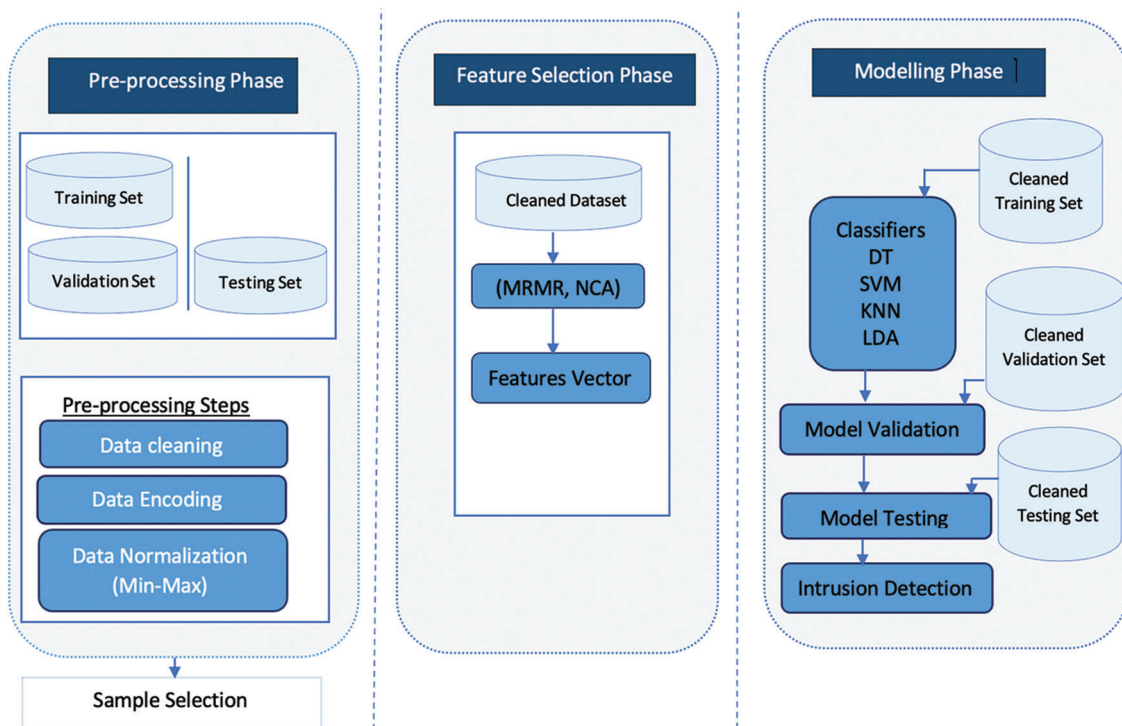 Pre-processing Phase
Training Set
Validation Set
Testing Set
Pre-processing Steps
Data cleaning
Data Encoding
Data Normalization
(Min-Max)
Sample Selection
Feature Selection Phase
Cleaned Dataset
(MRMR, NCA)
Features Vector
Modelling Phase
Cleaned
Training Set
Classifiers
DT
SVM
KNN
LDA
Cleaned
Validation Set
Model Validation
Cleaned
Testing Set
Model Testing
Intrusion Detection